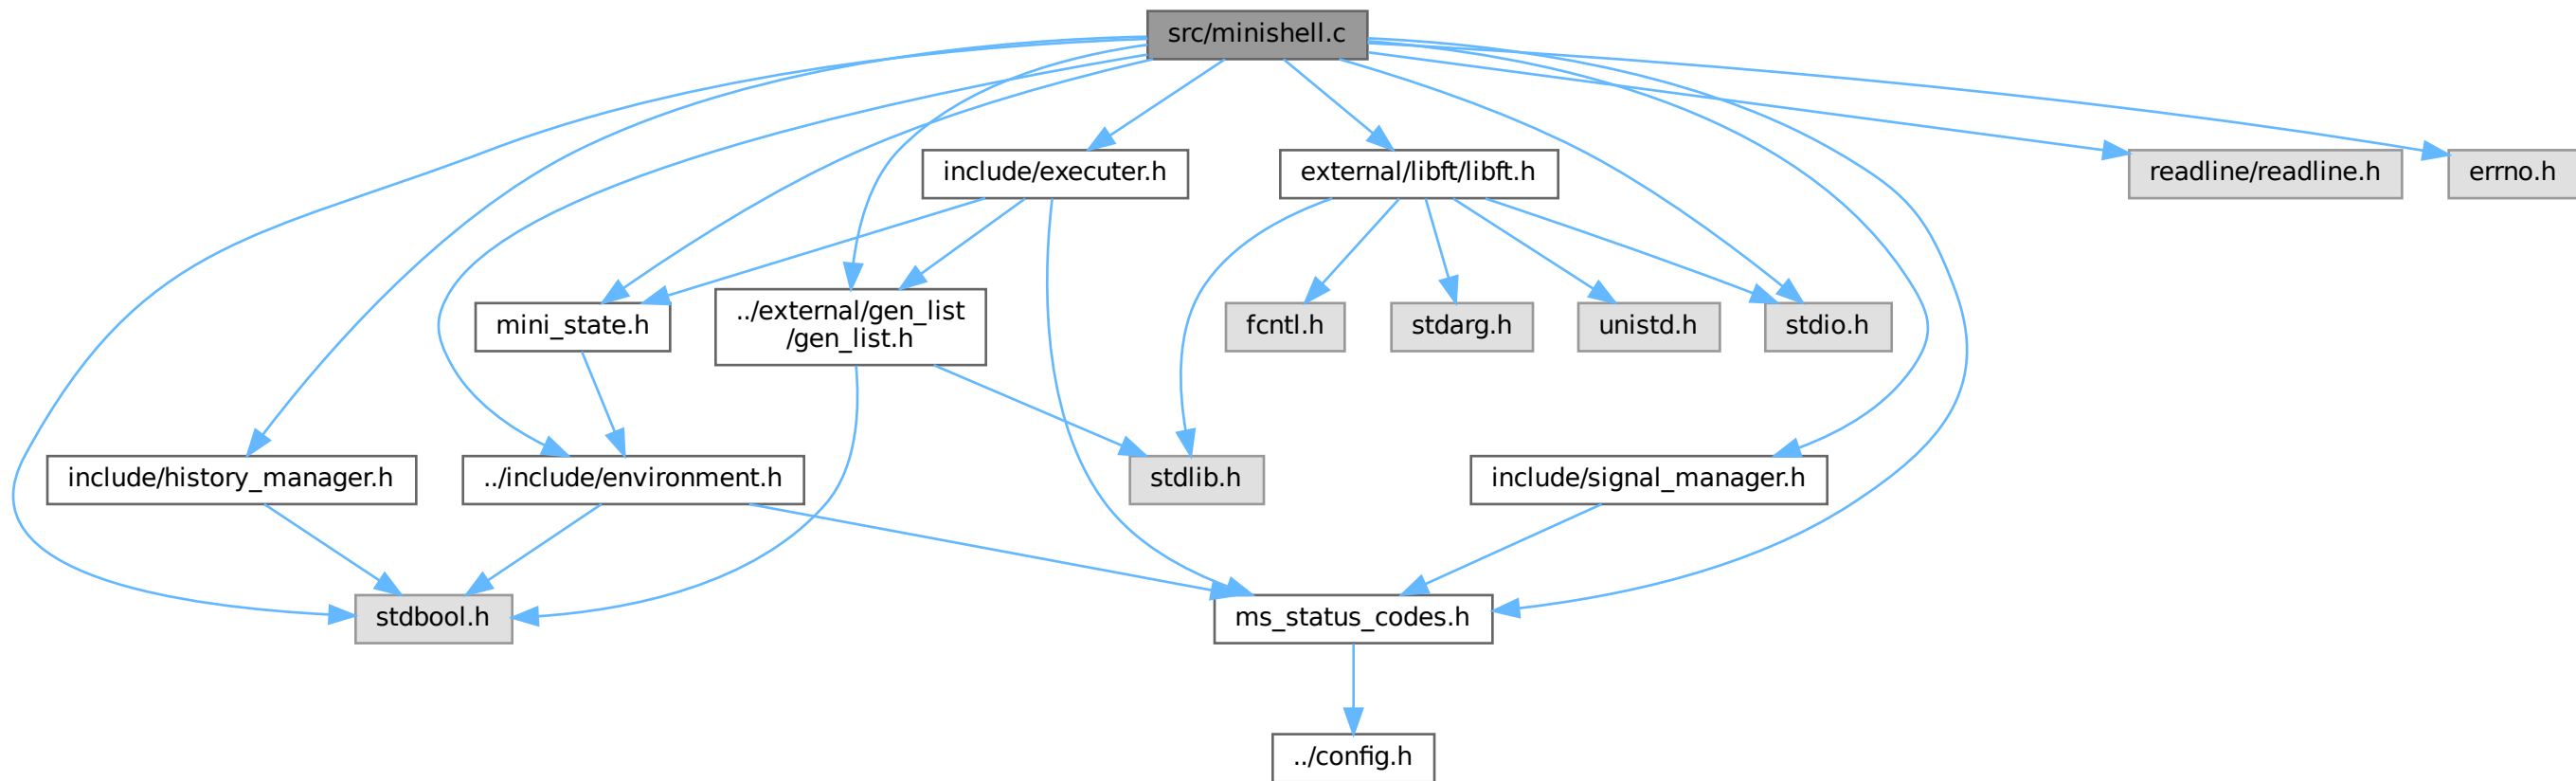 src/minishell.c
include/executer.h
external/libft/libft.h
readline/readline.h
errno.h
mini_state.h
../external/gen_list
/gen_list.h
fcntl.h
stdarg.h
unistd.h
stdio.h
include/history_manager.h
../include/environment.h
stdlib.h
include/signal_manager.h
stdbool.h
ms_status_codes.h
../config.h